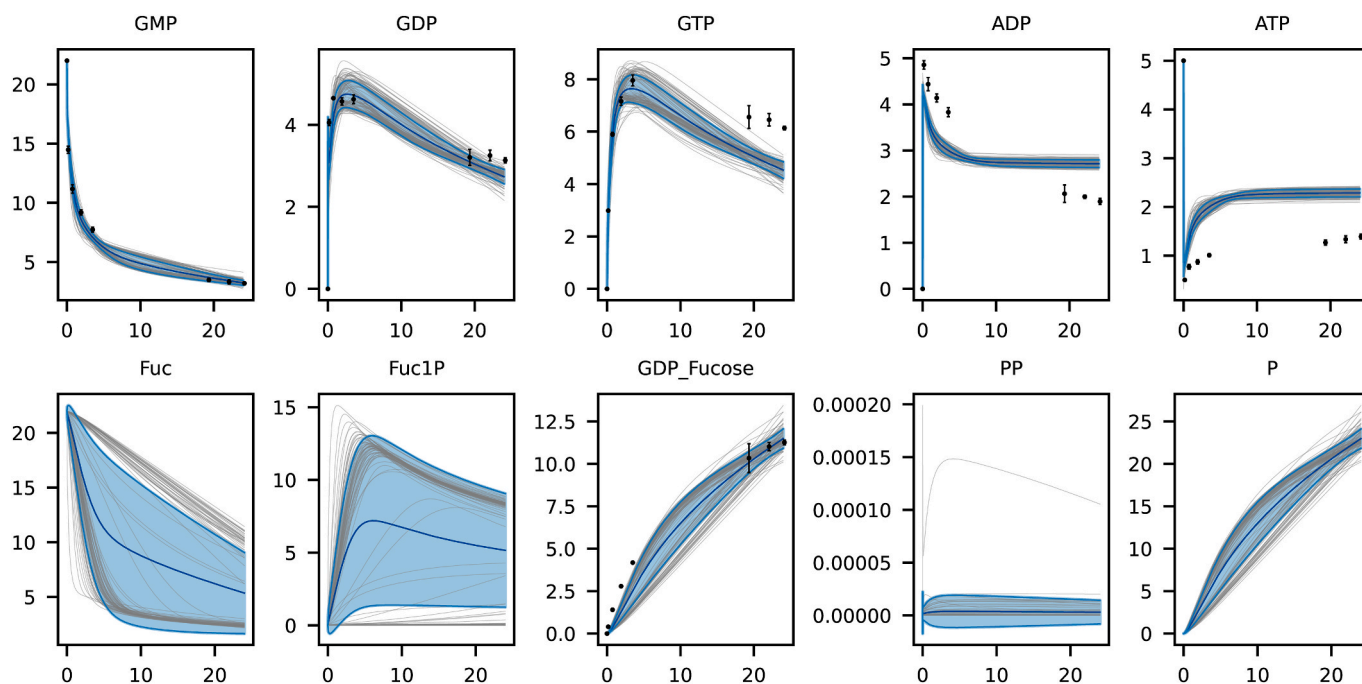 GMP GDP GTP ADP ATP
20 15 10 5
4 2 0
8 6 4 2 0
5 4 3 2 1 0
5 4 3 2 1
0 10 20 0 10 20 0 10 20 0 10 20 0 10 20
Fuc Fuc1P GDP_Fucose PP P
20 15 10 5
15 10 5 0
12.5 10.0 7.5 5.0 2.5 0.0
0.00020 0.00015 0.00010 0.00005 0.00000
25 20 15 10 5 0
0 10 20 0 10 20 0 10 20 0 10 20 0 10 20